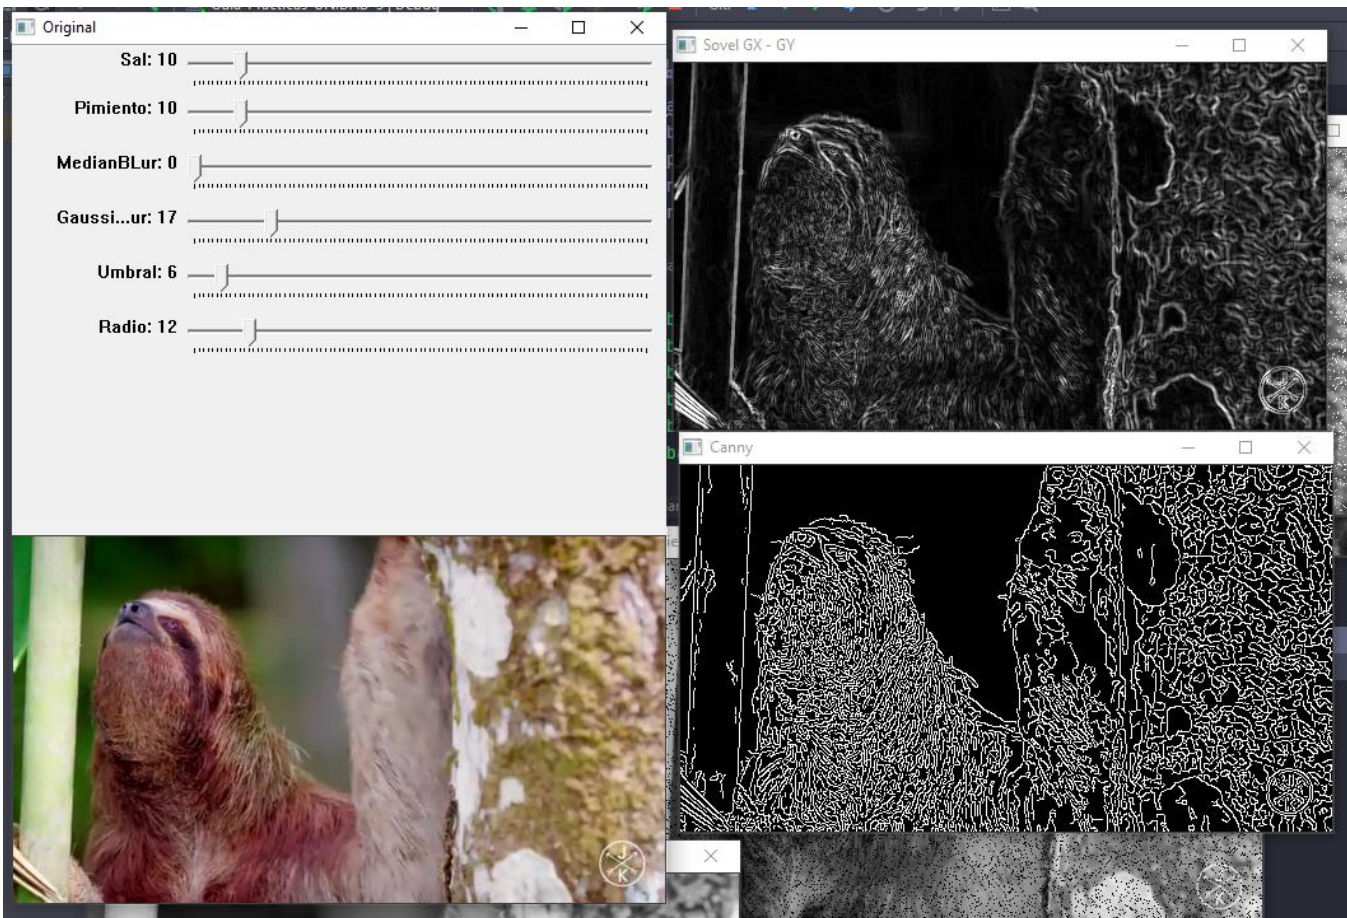 Original
Sal: 10
Pimiento: 10
MedianBLur: 0
Gaussi...ur: 17
Umbral: 6
Radio: 12
J
K
Sovel GX - GY
K
Canny